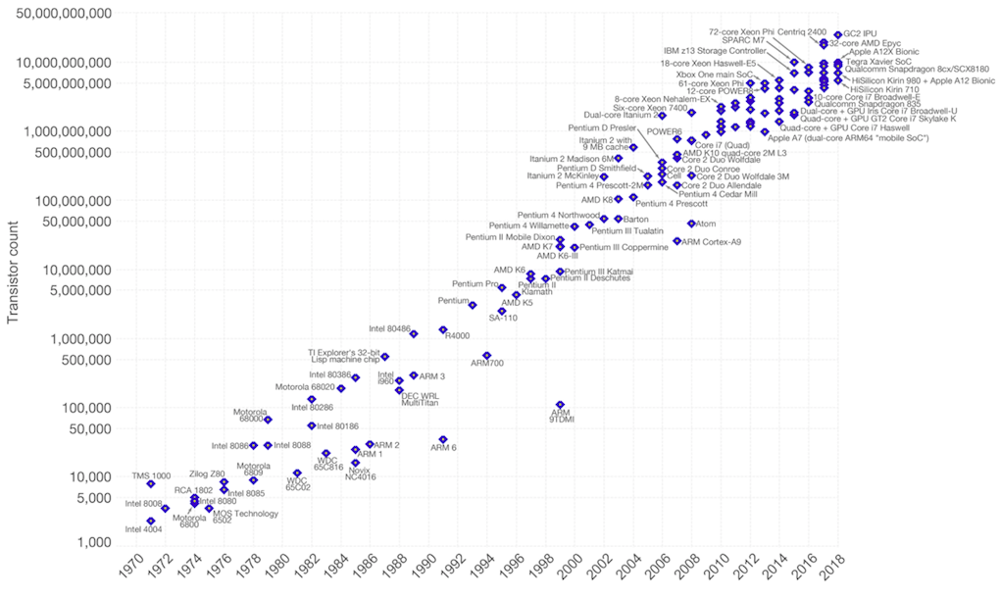 50,000,000,000
72-core Xeon Phi Centriq 2400
GC2 IPU
SPARC M7
32-core AMD Epyc
IBM z13 Storage Controller
Apple A12X Bionic
10,000,000,000
18-core Xeon Haswell-E5
Tegra Xavier SoC
Qualcomm Snapdragon 8cx/SCX8180
5,000,000,000
Xbox One main SoC
61-core Xeon Phi
HiSilicon Kirin 980 + Apple A12 Bionic
12-core POWER8
HiSilicon Kirin 710
8-core Xeon Nehalem-EX
10-core Core i7 Broadwell-E
Six-core Xeon 7400
Qualcomm Snapdragon 835
Dual-core Itanium 2
Dual-core + GPU Iris Core i7 Broadwell-U
1,000,000,000
Pentium D Presler
POWER6
Quad-core + GPU GT2 Core i7 Skylake K
Quad-core + GPU Core i7 Haswell
Itanium 2 with
9 MB cache
Core i7 (Quad)
Apple A7 (dual-core ARM64 "mobile SoC")
500,000,000
Itanium 2 Madison 6M
AMD K10 quad-core 2M L3
Core 2 Duo Wolfdale
Pentium D Smithfield
Core 2 Duo Conroe
Itanium 2 McKinley
Cell
Core 2 Duo Wolfdale 3M
Pentium 4 Prescott-2M
Core 2 Duo Allendale
Pentium 4 Cedar Mill
100,000,000
AMD K8
Pentium 4 Prescott
50,000,000
Pentium 4 Northwood
Barton
Atom
Pentium 4 Willamette
Pentium III Tualatin
Pentium II Mobile Dixon
ARM Cortex-A9
AMD K7
Pentium III Coppermine
AMD K6-III
10,000,000
AMD K6
Pentium III Katmai
Pentium II Deschutes
5,000,000
Pentium Pro
Pentium II
Klamath
Pentium
AMD K5
SA-110
1,000,000
Intel 80486
R4000
500,000
TI Explorer's 32-bit
Lisp machine chip
ARM700
Intel 80386
Intel
i960
ARM 3
Motorola 68020
DEC WRL
MultiTitan
100,000
Intel 80286
ARM
9TDMI
Motorola
68000
50,000
Intel 80186
Intel 8086
Intel 8088
ARM 2
ARM 6
ARM 1
WDC
65C816
Novix
NC4016
10,000
TMS 1000
Zilog Z80
Motorola
6809
WDC
65C02
RCA 1802
Intel 8085
5,000
Intel 8008
Intel 8080
Motorola
6800
MOS Technology
6502
Intel 4004
1,000
Transistor count
1970 1972 1974 1976 1978 1980 1982 1984 1986 1988 1990 1992 1994 1996 1998 2000 2002 2004 2006 2008 2010 2012 2014 2016 2018